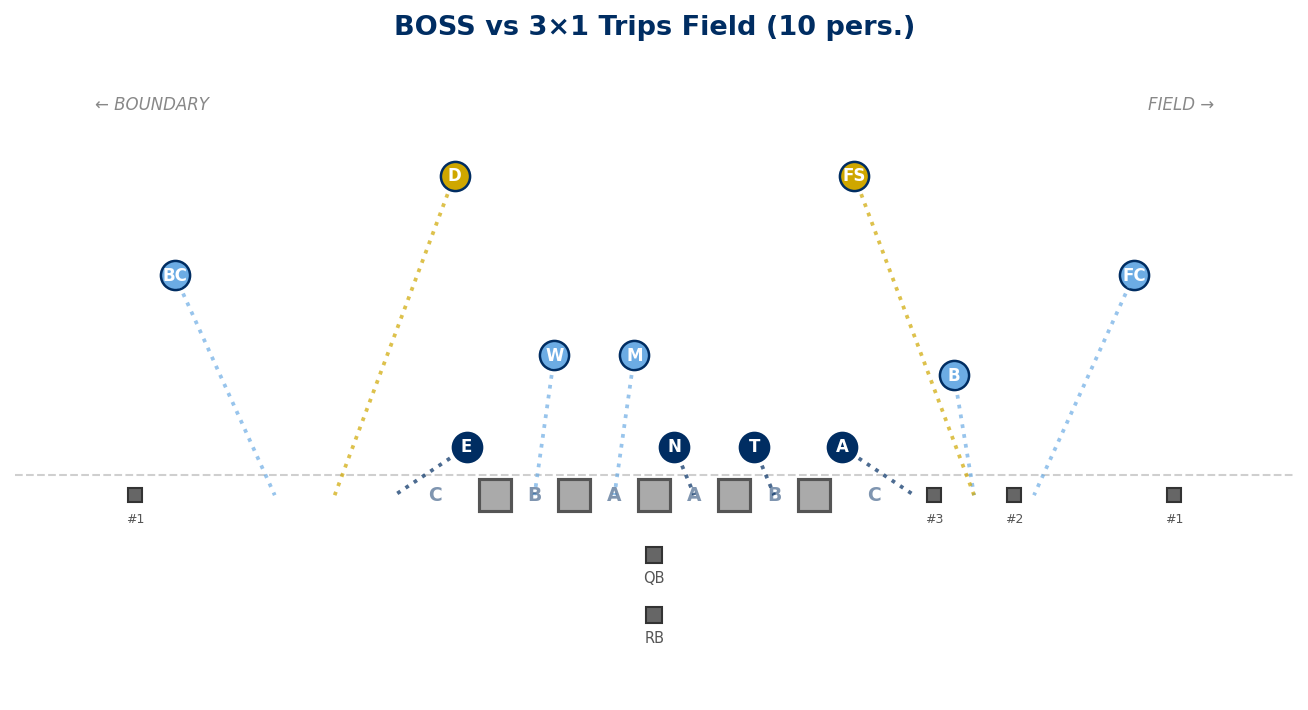 BOSS vs 3×1 Trips Field (10 pers.)
← BOUNDARY
FIELD →
D
FS
BC
FC
W
M
B
E
N
T
A
C
B
A
A
B
C
#1
#3
#2
#1
QB
RB